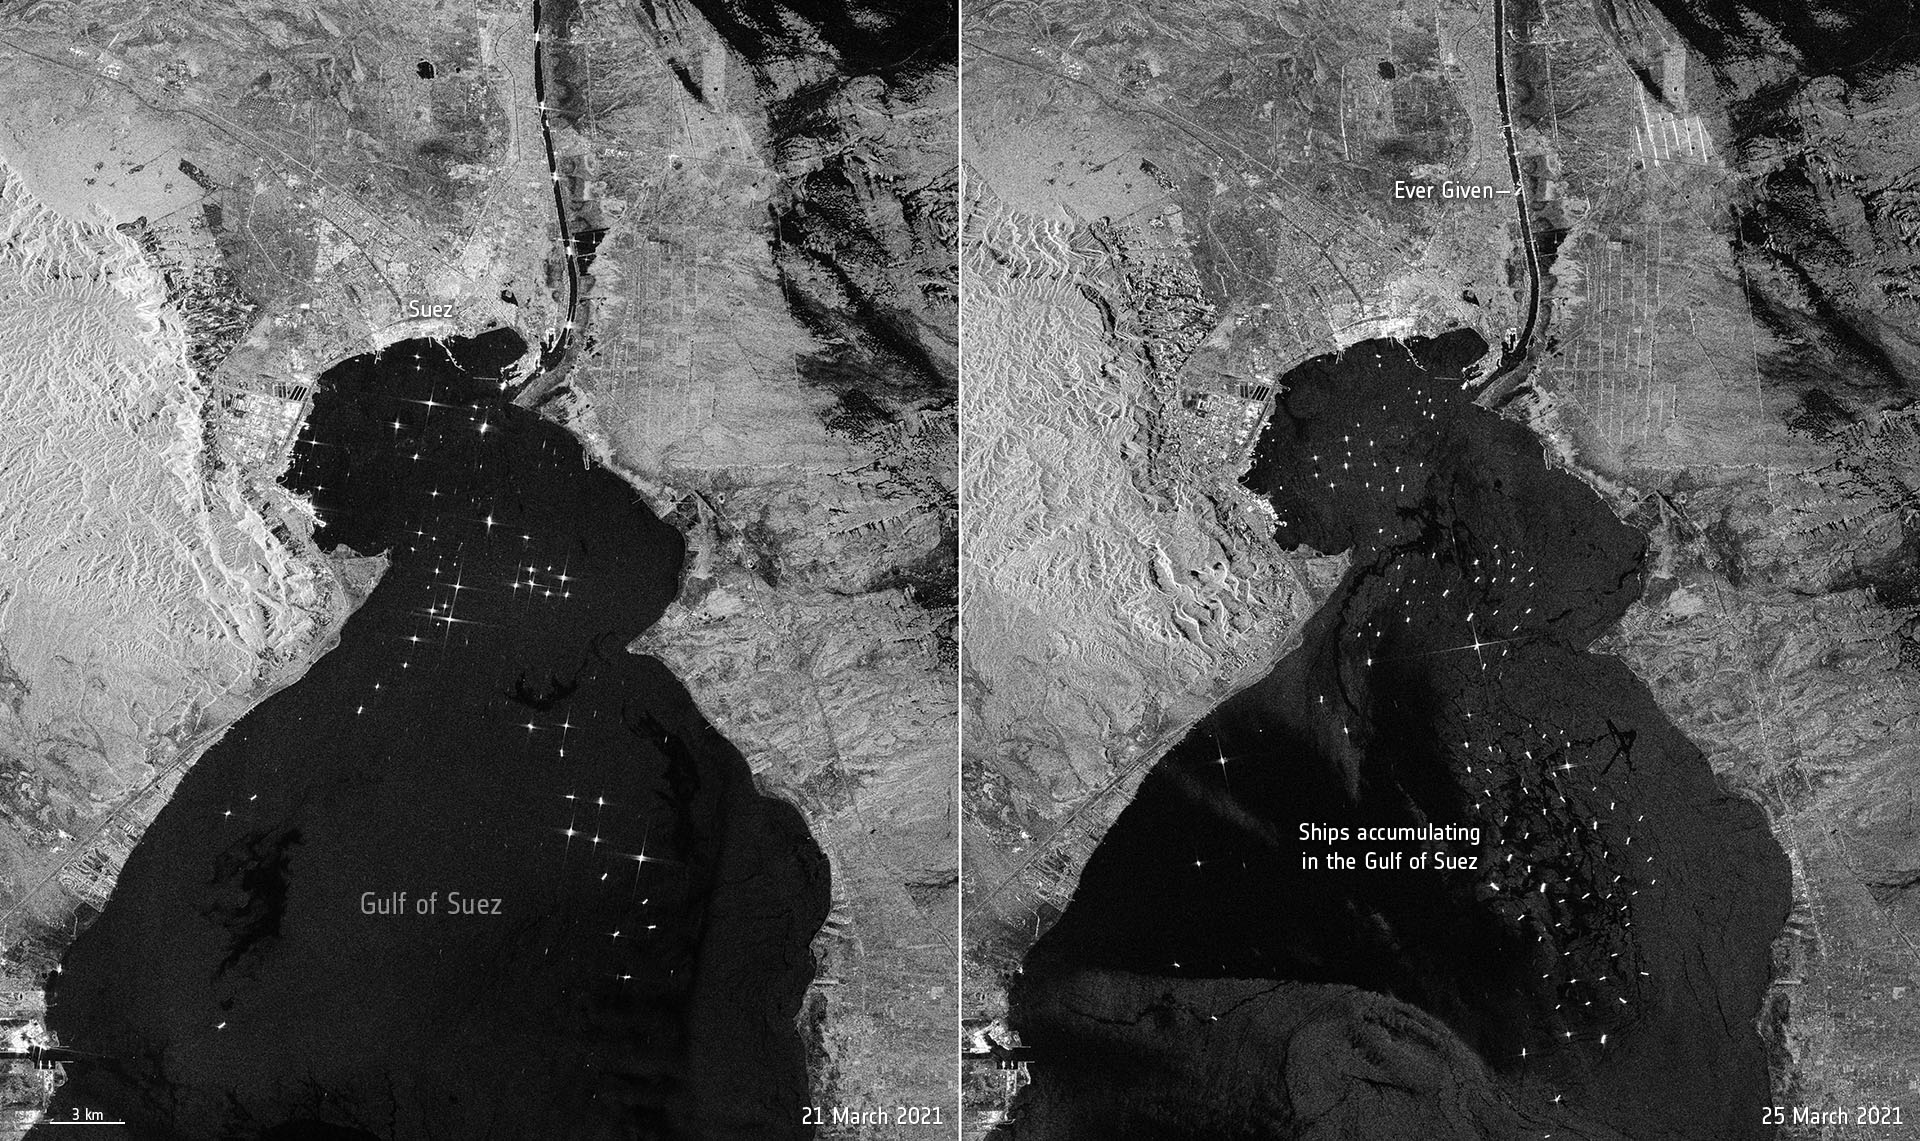 Suez
Gulf of Suez
3 km
21 March 2021
Ever Given
Ships accumulating
in the Gulf of Suez
25 March 2021